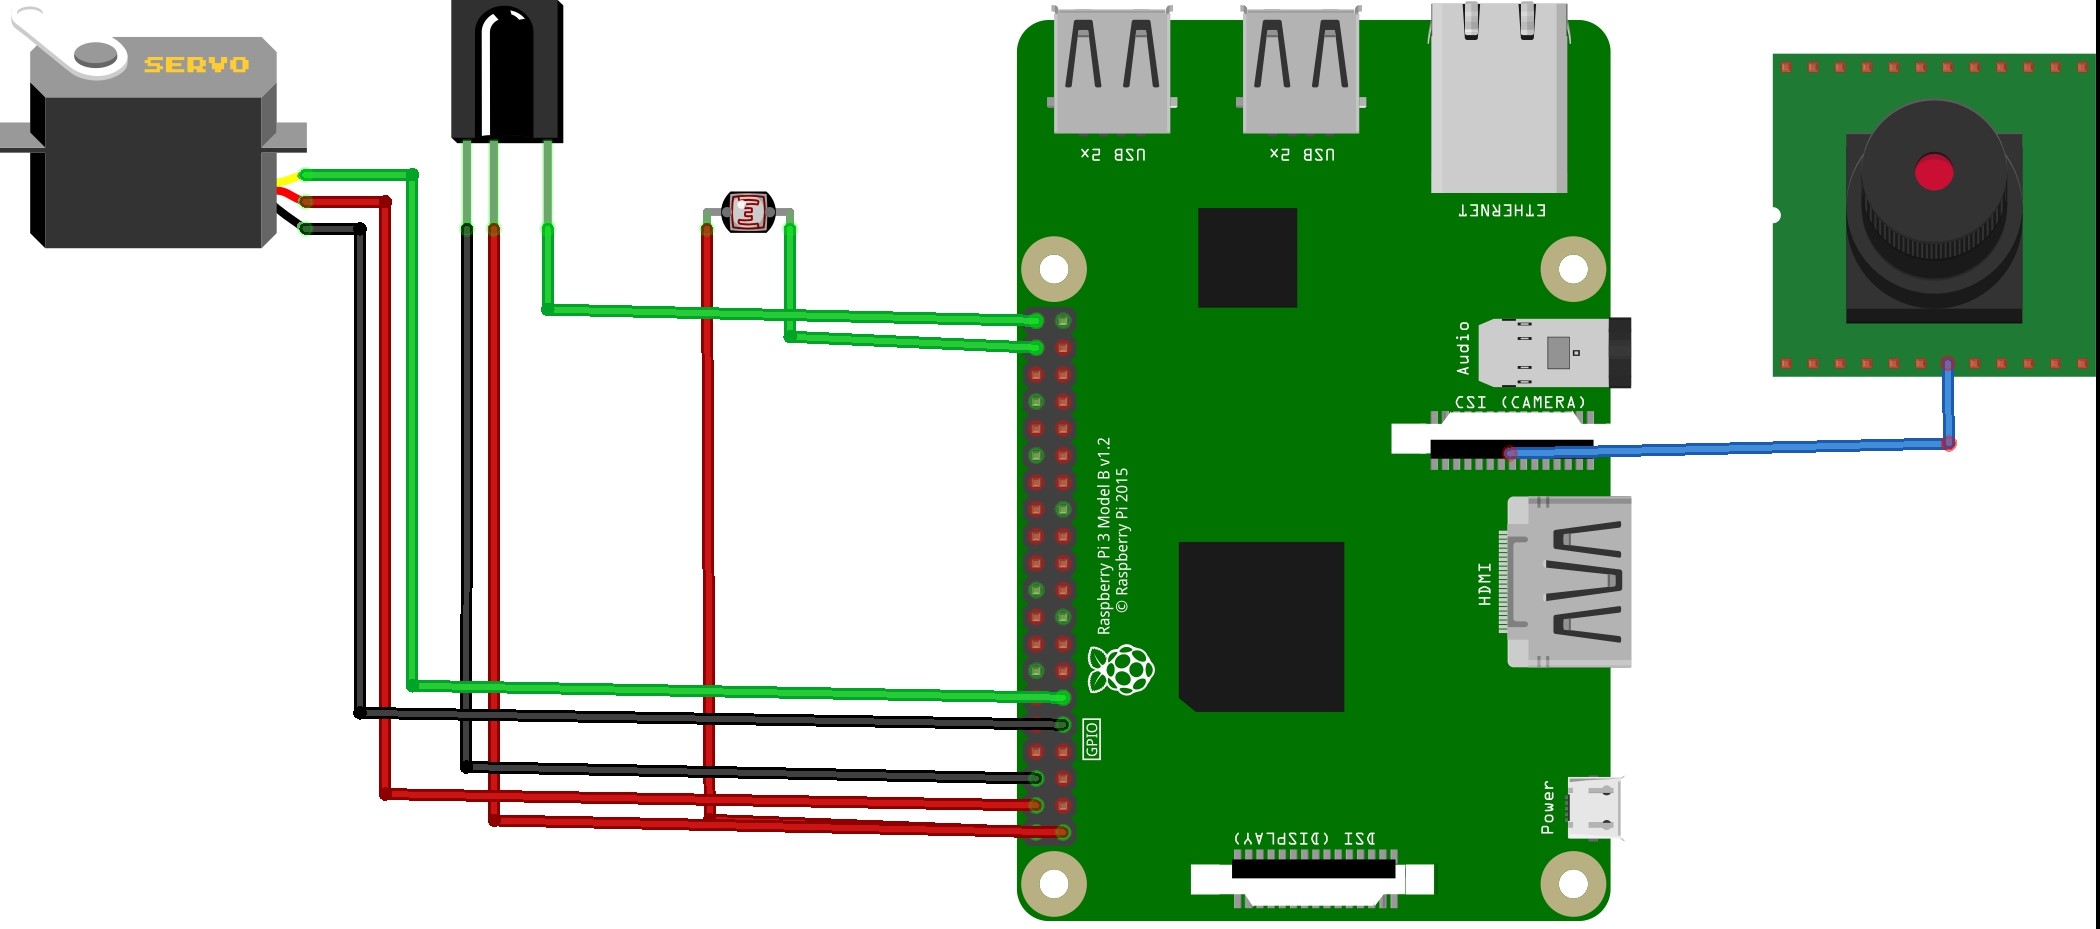 SERVO
USB 2x
USB 2x
ETHERNET
Audio
CSI (CAMERA)
Raspberry Pi 3 Model B v1.2
© Raspberry Pi 2015
HDMI
GPIO
Power
DSI (DISPLAY)